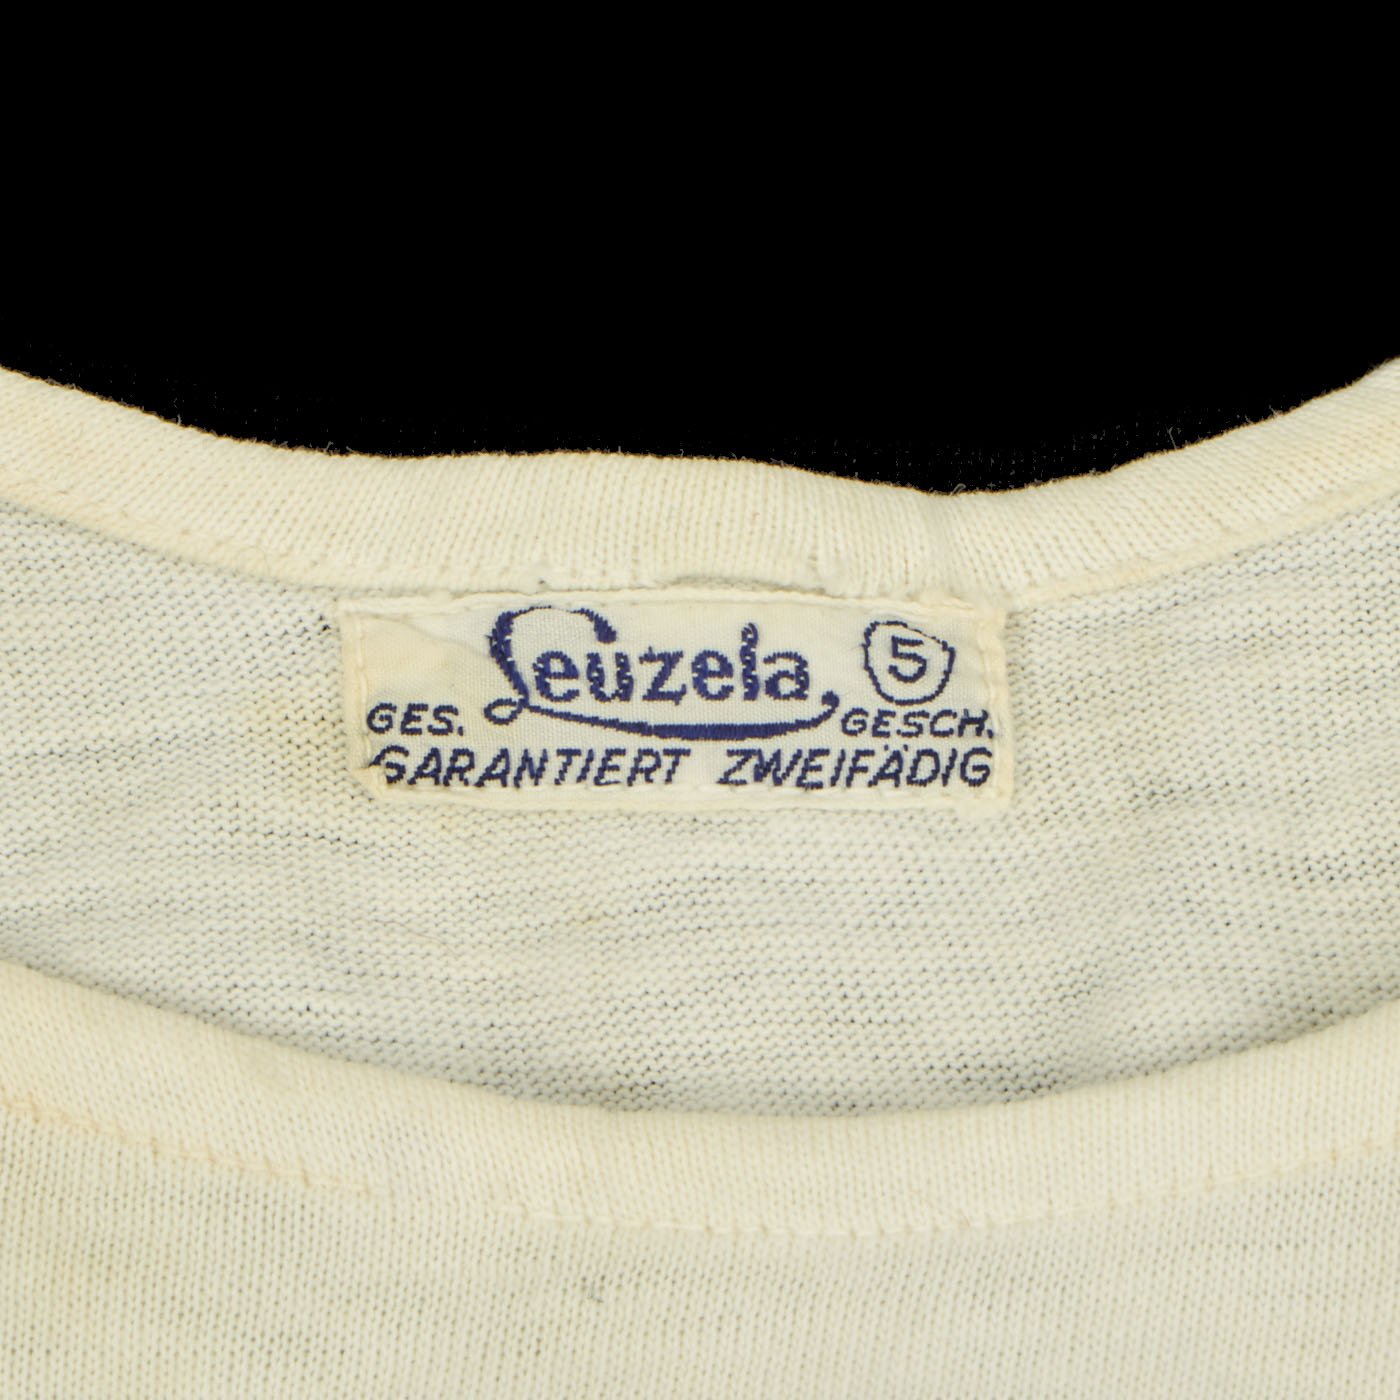 Leuzela 5
GES. GESCH.
GARANTIERT ZWEIFÄDIG